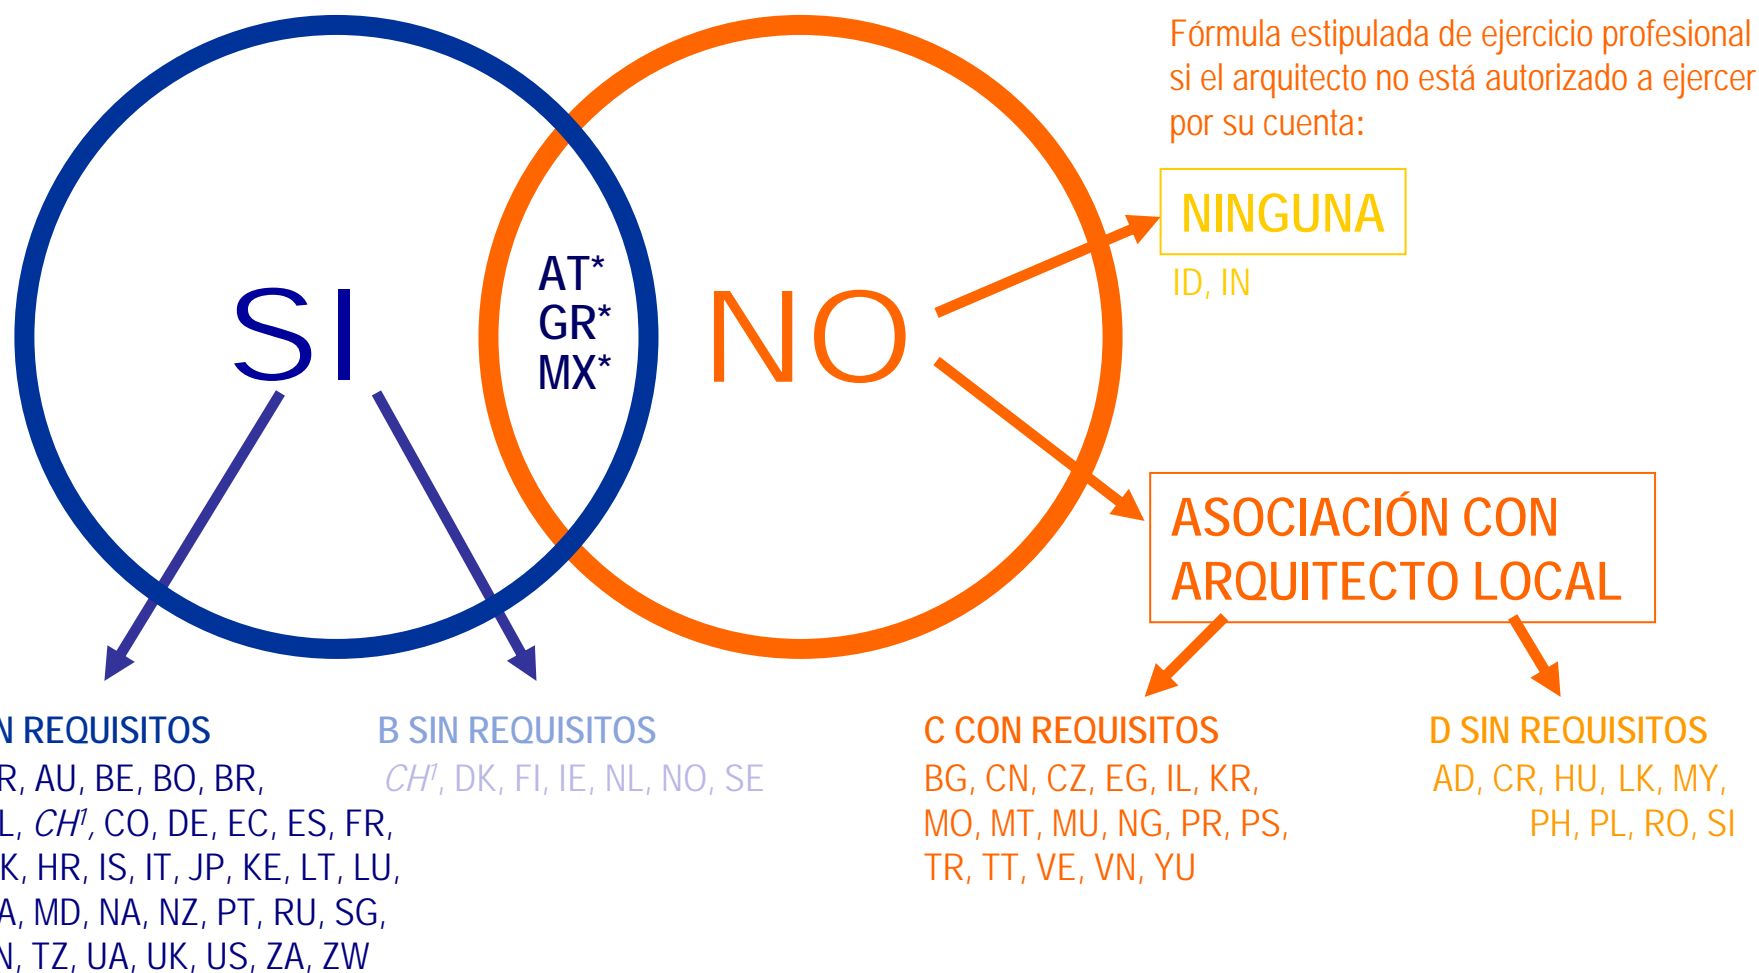 Fórmula estipulada de ejercicio profesional
si el arquitecto no está autorizado a ejercer
por su cuenta:
NINGUNA
ID, IN
SI
AT*
GR*
MX*
NO
ASOCIACIÓN CON
ARQUITECTO LOCAL
N REQUISITOS
R, AU, BE, BO, BR,
L, CH¹, CO, DE, EC, ES, FR,
K, HR, IS, IT, JP, KE, LT, LU,
A, MD, NA, NZ, PT, RU, SG,
N, TZ, UA, UK, US, ZA, ZW
B SIN REQUISITOS
CH¹, DK, FI, IE, NL, NO, SE
C CON REQUISITOS
BG, CN, CZ, EG, IL, KR,
MO, MT, MU, NG, PR, PS,
TR, TT, VE, VN, YU
D SIN REQUISITOS
AD, CR, HU, LK, MY,
PH, PL, RO, SI